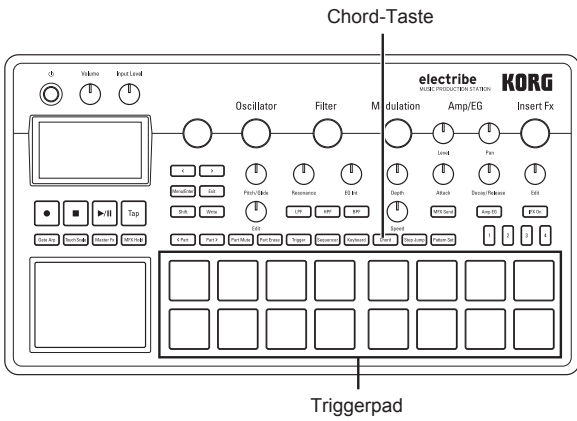 Chord-Taste
Volume Input Level
electribe
MUSIC PRODUCTION STATION
KORG
Oscillator Filter Modulation Amp/EG Insert Fx
Level Pan
< >
Menu/Enter Exit
Pitch/Glide Resonance EG Int Depth Attack Decay/Release Edit
Shift Write
LPF HPF BPF
MFX Send Amp EG IFX On
Tap
Edit Speed
Gate Arp Touch Scale Master Fx MFX Hold
< Part Part > Part Mute Part Erase Trigger Sequencer Keyboard Chord Step Jump Pattern Set
1 2 3 4
Triggerpad